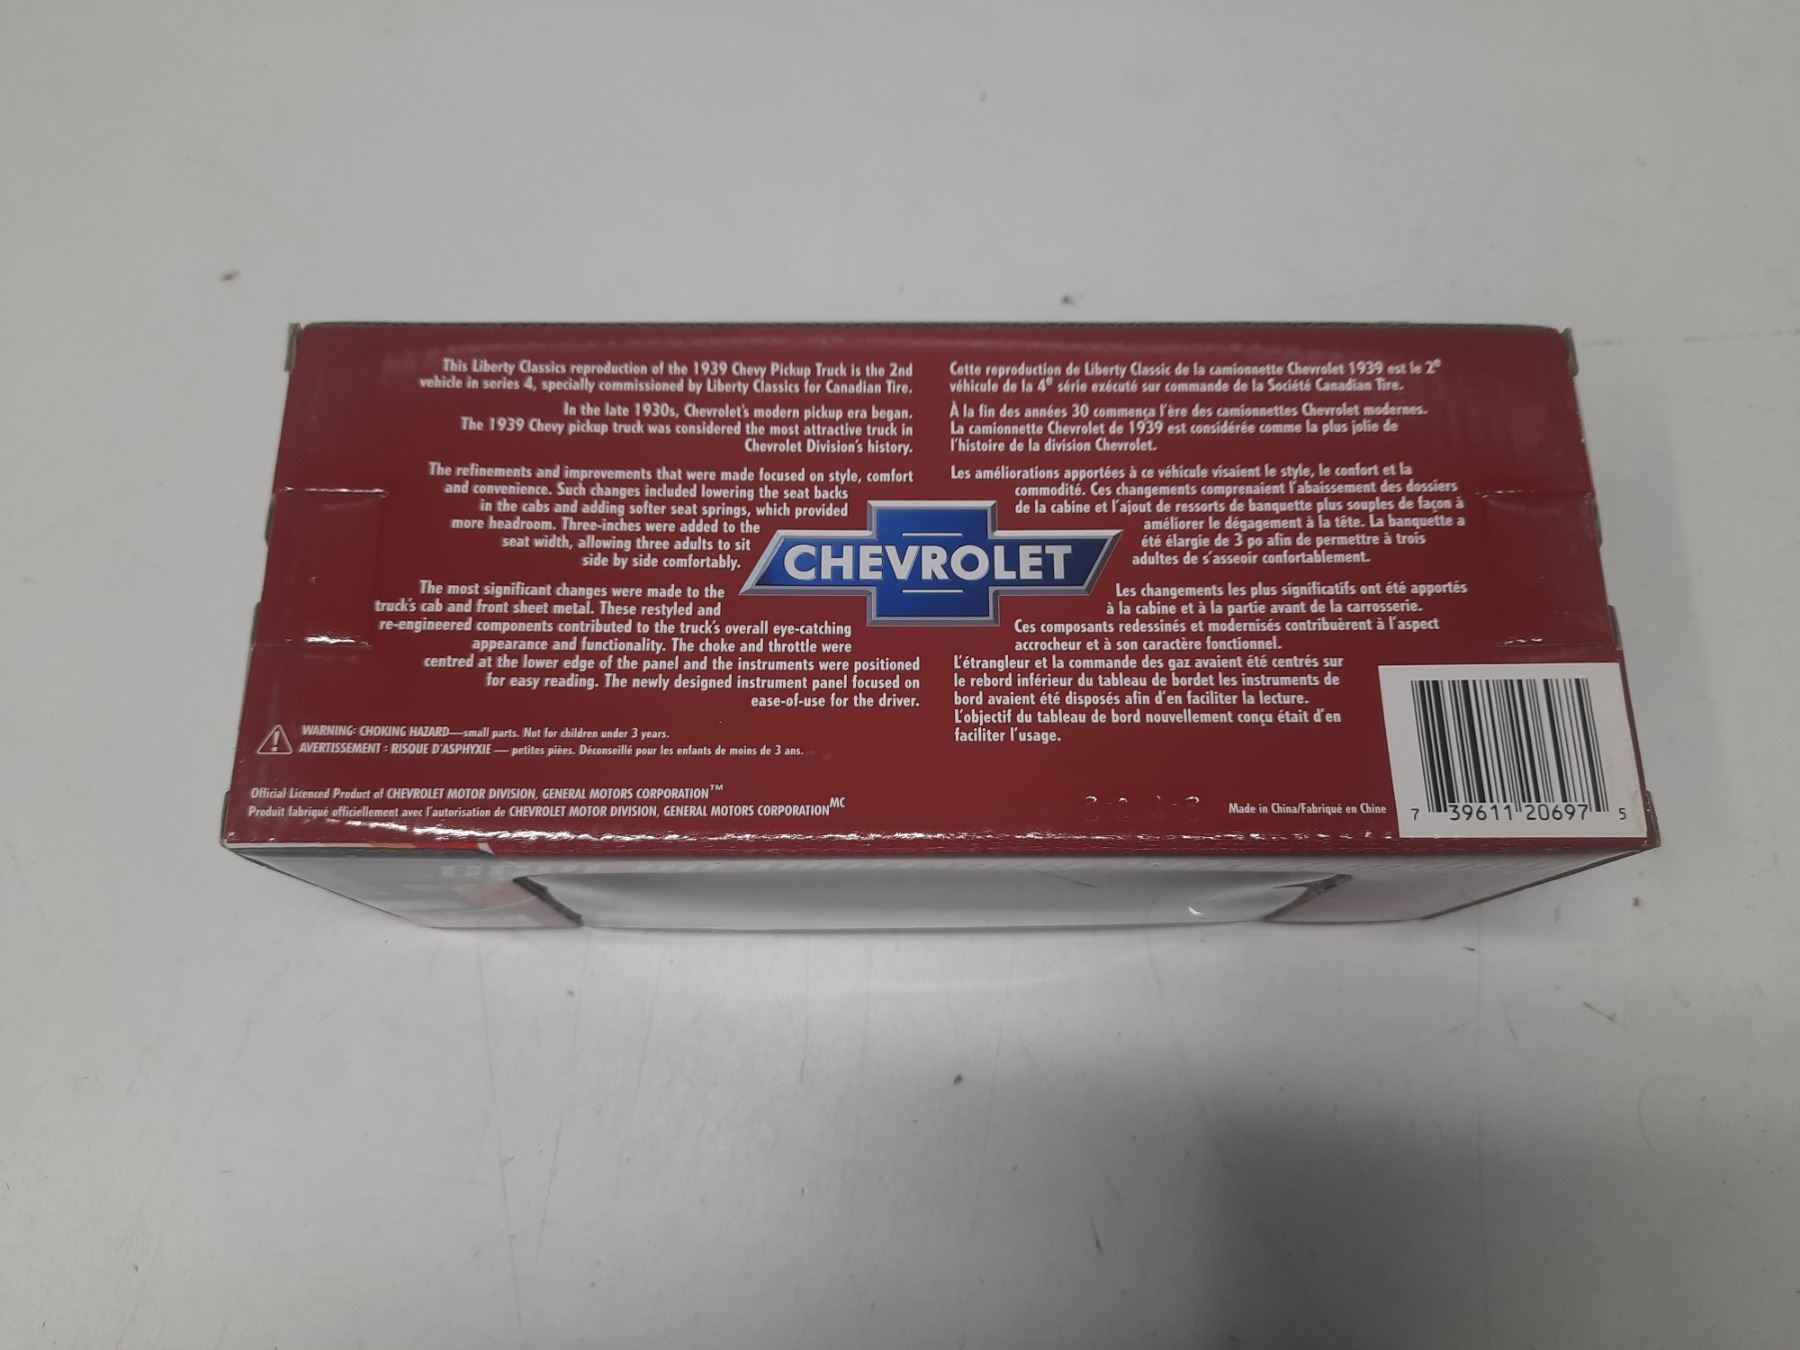 This Liberty Classics reproduction of the 1939 Chevy Pickup Truck is the 2nd
vehicle in series 4, specially commissioned by Liberty Classics for Canadian Tire.
In the late 1930s, Chevrolet's modern pickup era began.
The 1939 Chevy pickup truck was considered the most attractive truck in
Chevrolet Division's history.
The refinements and improvements that were made focused on style, comfort
and convenience. Such changes included lowering the seat backs
in the cabs and adding softer seat springs, which provided
more headroom. Three-inches were added to the
seat width, allowing three adults to sit
side by side comfortably.
The most significant changes were made to the
truck's cab and front sheet metal. These restyled and
re-engineered components contributed to the truck's overall eye-catching
appearance and functionality. The choke and throttle were
centred at the lower edge of the panel and the instruments were positioned
for easy reading. The newly designed instrument panel focused on
ease-of-use for the driver.
CHEVROLET
Cette reproduction de Liberty Classic de la camionnette Chevrolet 1939 est le 2e
véhicule de la 4e série exécuté sur commande de la Société Canadian Tire.
À la fin des années 30 commença l'ère des camionnettes Chevrolet modernes.
La camionnette Chevrolet de 1939 est considérée comme la plus jolie de
l'histoire de la division Chevrolet.
Les améliorations apportées à ce véhicule visaient le style, le confort et la
commodité. Ces changements comprenaient l'abaissement des dossiers
de la cabine et l'ajout de ressorts de banquette plus souples de façon à
améliorer le dégagement à la tête. La banquette a
été élargie de 3 po afin de permettre à trois
adultes de s'asseoir confortablement.
Les changements les plus significatifs ont été apportés
à la cabine et à la partie avant de la carrosserie.
Ces composants redessinés et modernisés contribuèrent à l'aspect
accrocheur et à son caractère fonctionnel.
L'étrangleur et la commande des gaz avaient été centrés sur
le rebord inférieur du tableau de bordet les instruments de
bord avaient été disposés afin d'en faciliter la lecture.
L'objectif du tableau de bord nouvellement conçu était d'en
faciliter l'usage.
WARNING: CHOKING HAZARD—small parts. Not for children under 3 years.
AVERTISSEMENT : RISQUE D'ASPHYXIE — petites pièes. Déconseillé pour les enfants de moins de 3 ans.
Official Licenced Product of CHEVROLET MOTOR DIVISION, GENERAL MOTORS CORPORATION™
Produit fabriqué officiellement avec l'autorisation de CHEVROLET MOTOR DIVISION, GENERAL MOTORS CORPORATION MC
Made in China/Fabriqué en Chine
7 39611 20697 5